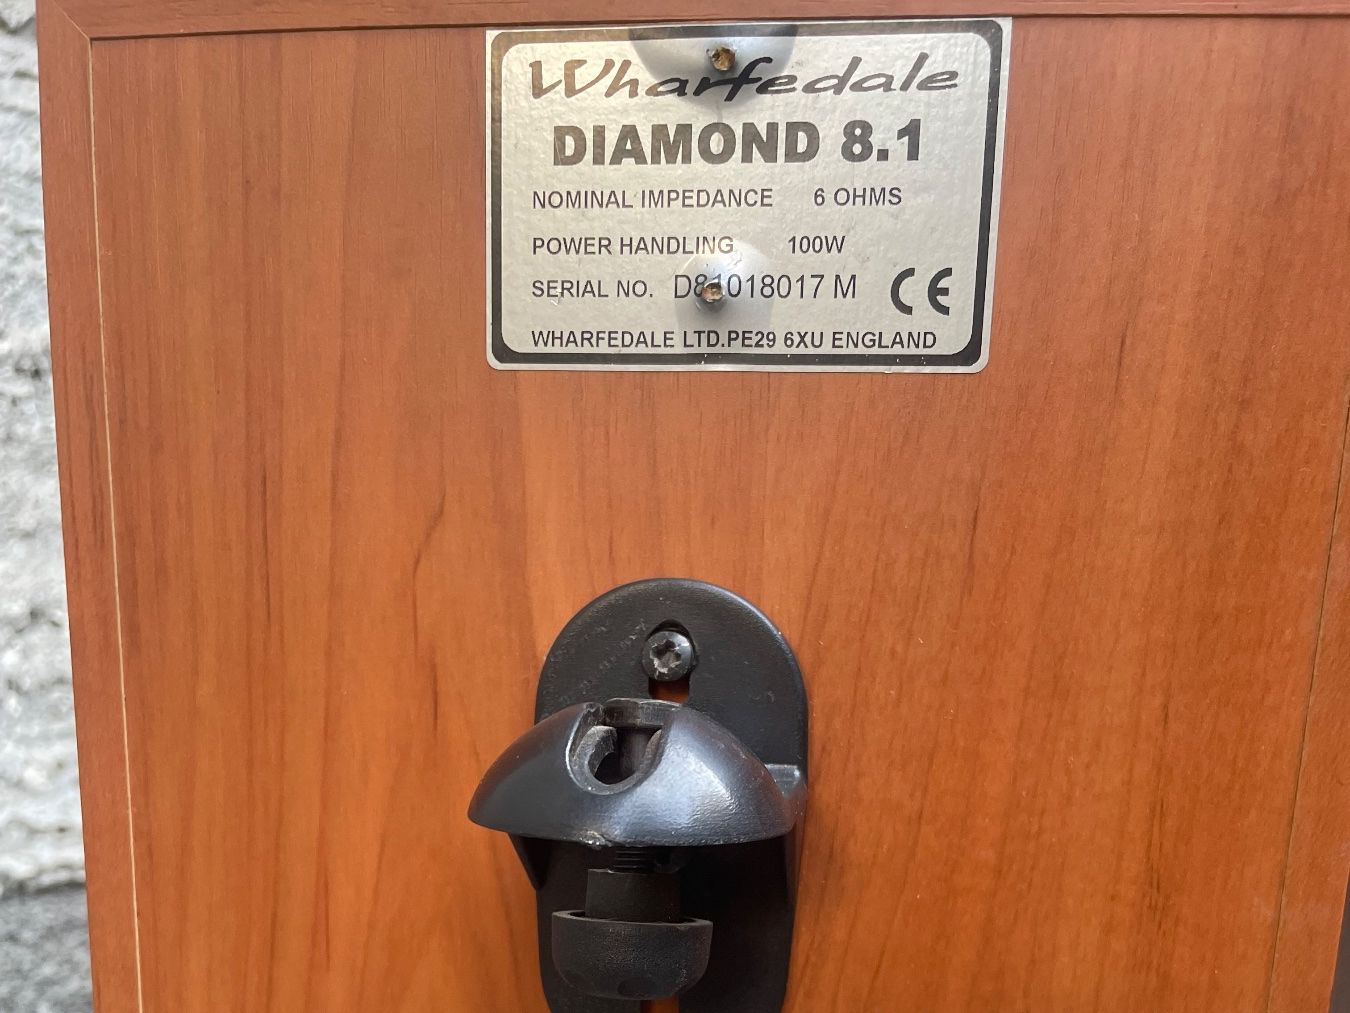 Wharfedale
DIAMOND 8.1
NOMINAL IMPEDANCE 6 OHMS
POWER HANDLING 100W
SERIAL NO. D81018017 M CE
WHARFEDALE LTD.PE29 6XU ENGLAND